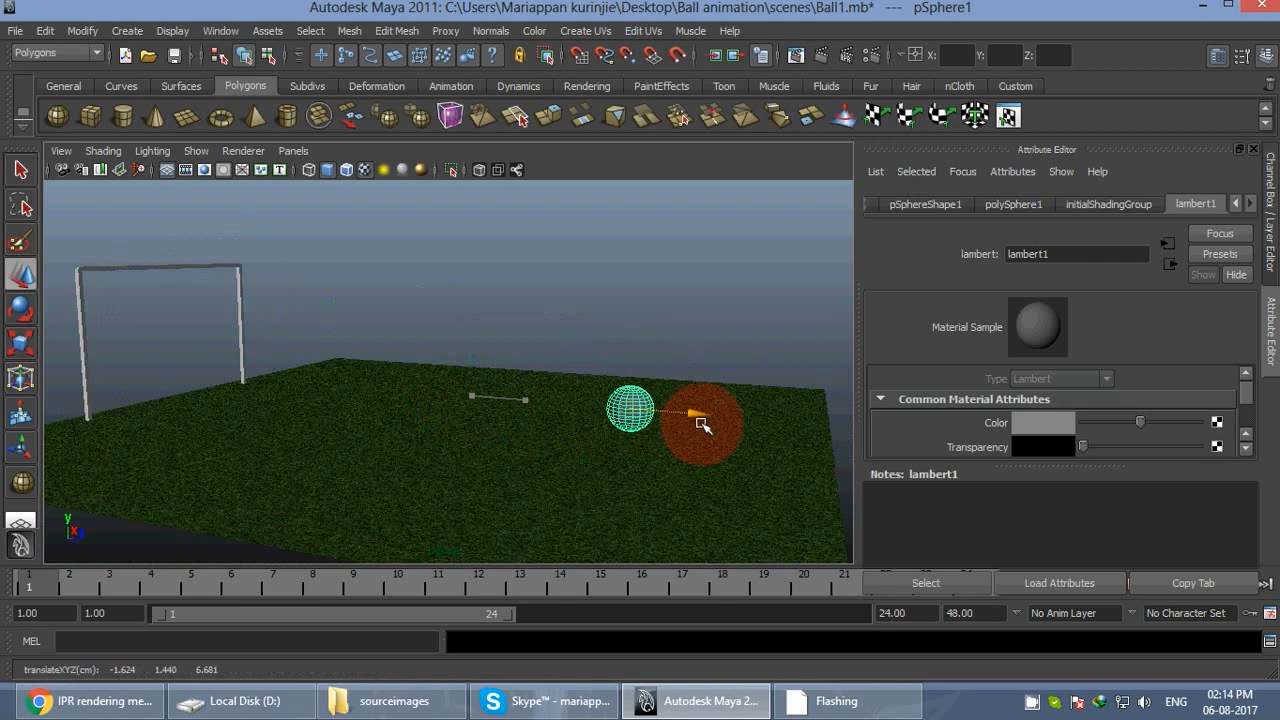 Autodesk Maya 2011: C:\Users\Mariappan kurinjie\Desktop\Ball animation\scenes\Ball1.mb* --- pSphere1
File Edit Modify Create Display Window Assets Select Mesh Edit Mesh Proxy Normals Color Create UVs Edit UVs Muscle Help
Polygons X: Y: Z:
General Curves Surfaces Polygons Subdivs Deformation Animation Dynamics Rendering PaintEffects Toon Muscle Fluids Fur Hair nCloth Custom
View Shading Lighting Show Renderer Panels
Attribute Editor
List Selected Focus Attributes Show Help
pSphereShape1 polySphere1 initialShadingGroup lambert1
Focus
lambert: lambert1 Presets
Show Hide
Material Sample
Type Lambert
Common Material Attributes
Color
Transparency
Notes: lambert1
Channel Box / Layer Editor
Attribute Editor
y
x
1 2 3 4 5 6 7 8 9 10 11 12 13 14 15 16 17 18 19 20 21
1
Select Load Attributes Copy Tab
1.00 1.00 1 24 24.00 48.00 No Anim Layer No Character Set
MEL
translateXYZ(cm): -1.624 1.440 6.681
IPR rendering me... Local Disk (D:) sourceimages Skype™ - mariapp... Autodesk Maya 2... Flashing ENG 02:14 PM
06-08-2017